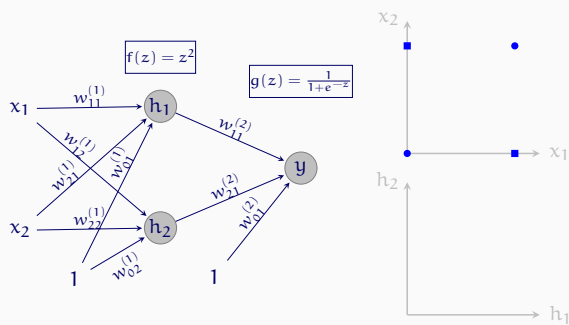 f(z) = z²
g(z) = 1/(1+e^{-z})
x₁
x₂
1
w₁₁^{(1)}
w₁₂^{(1)}
w₂₁^{(1)}
w₀₁^{(1)}
w₂₂^{(1)}
w₀₂^{(1)}
h₁
h₂
1
w₁₁^{(2)}
w₂₁^{(2)}
w₀₁^{(2)}
y
x₂
x₁
h₂
h₁